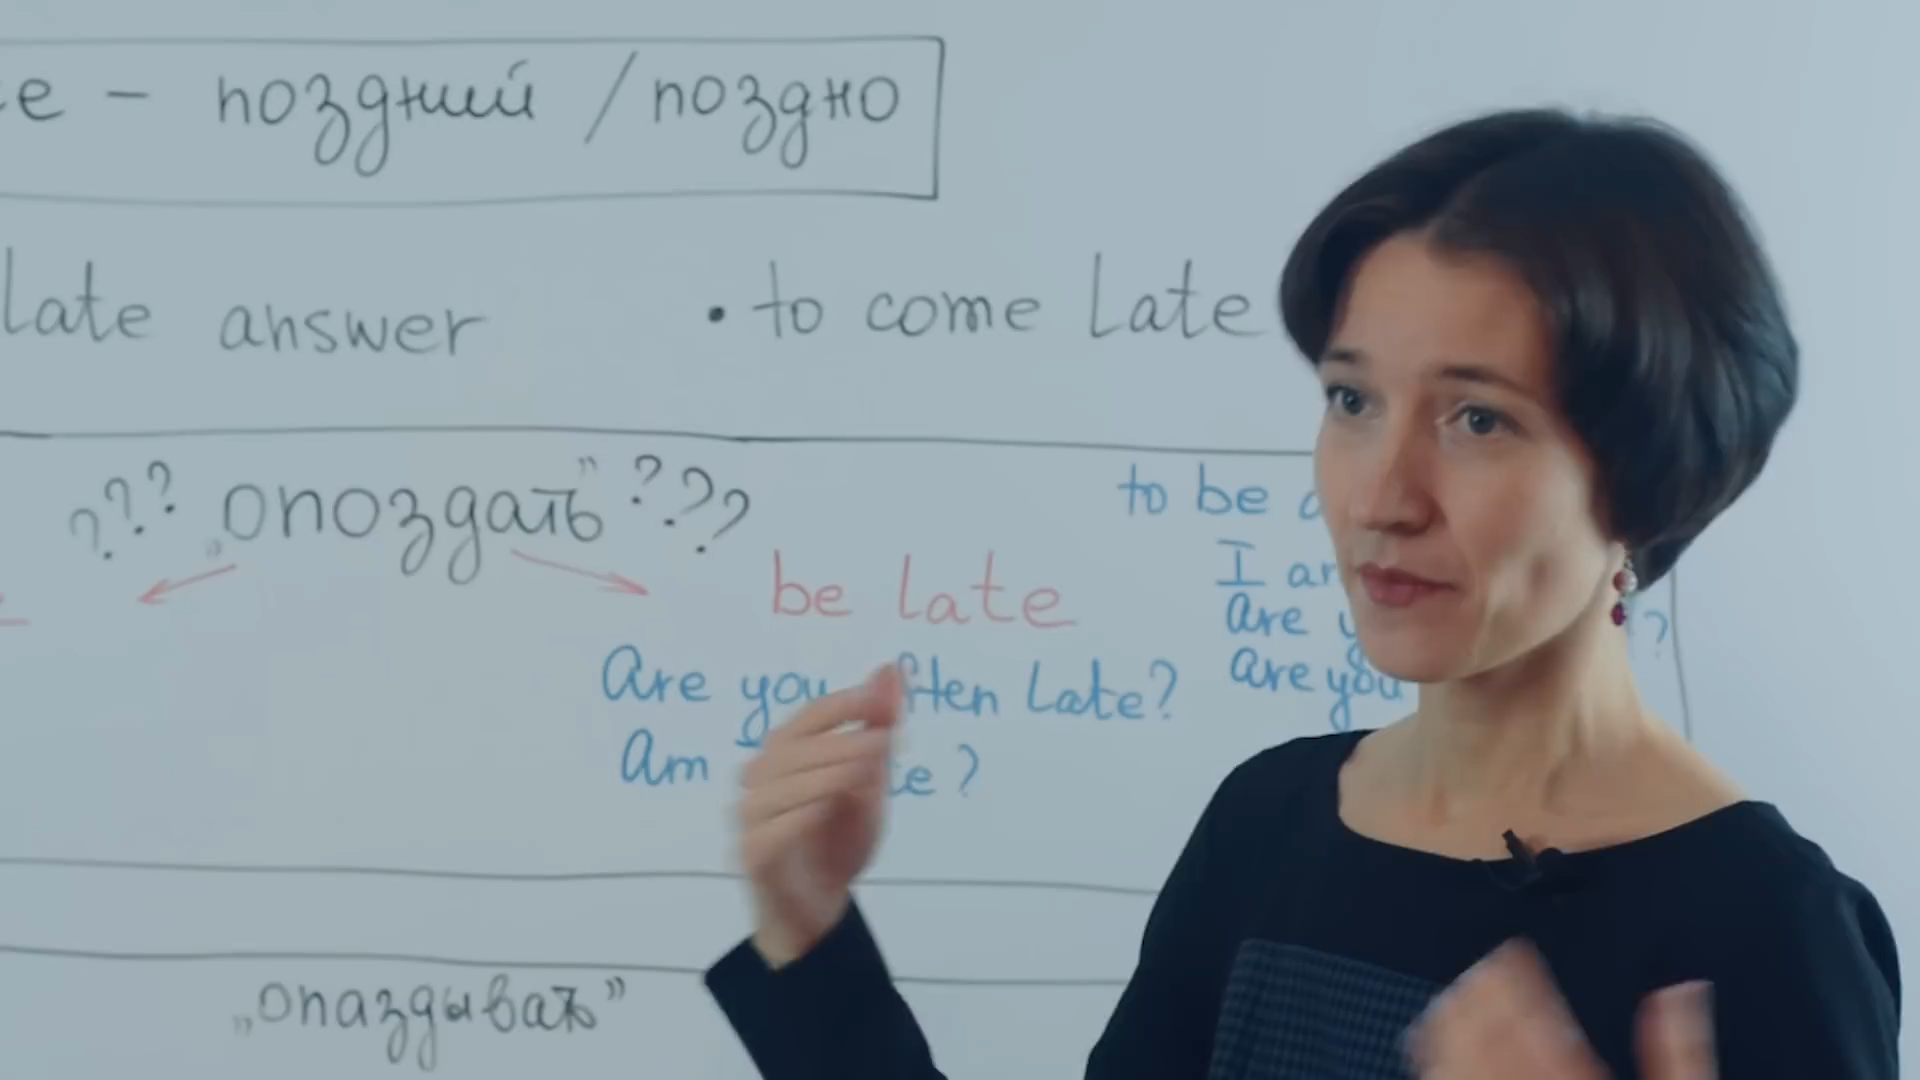 – поздний / поздно
late answer
• to come late
??? „опоздать” ???
be late
to be
I
Are you often late?
Are
Am
Are you
„опаздывать”